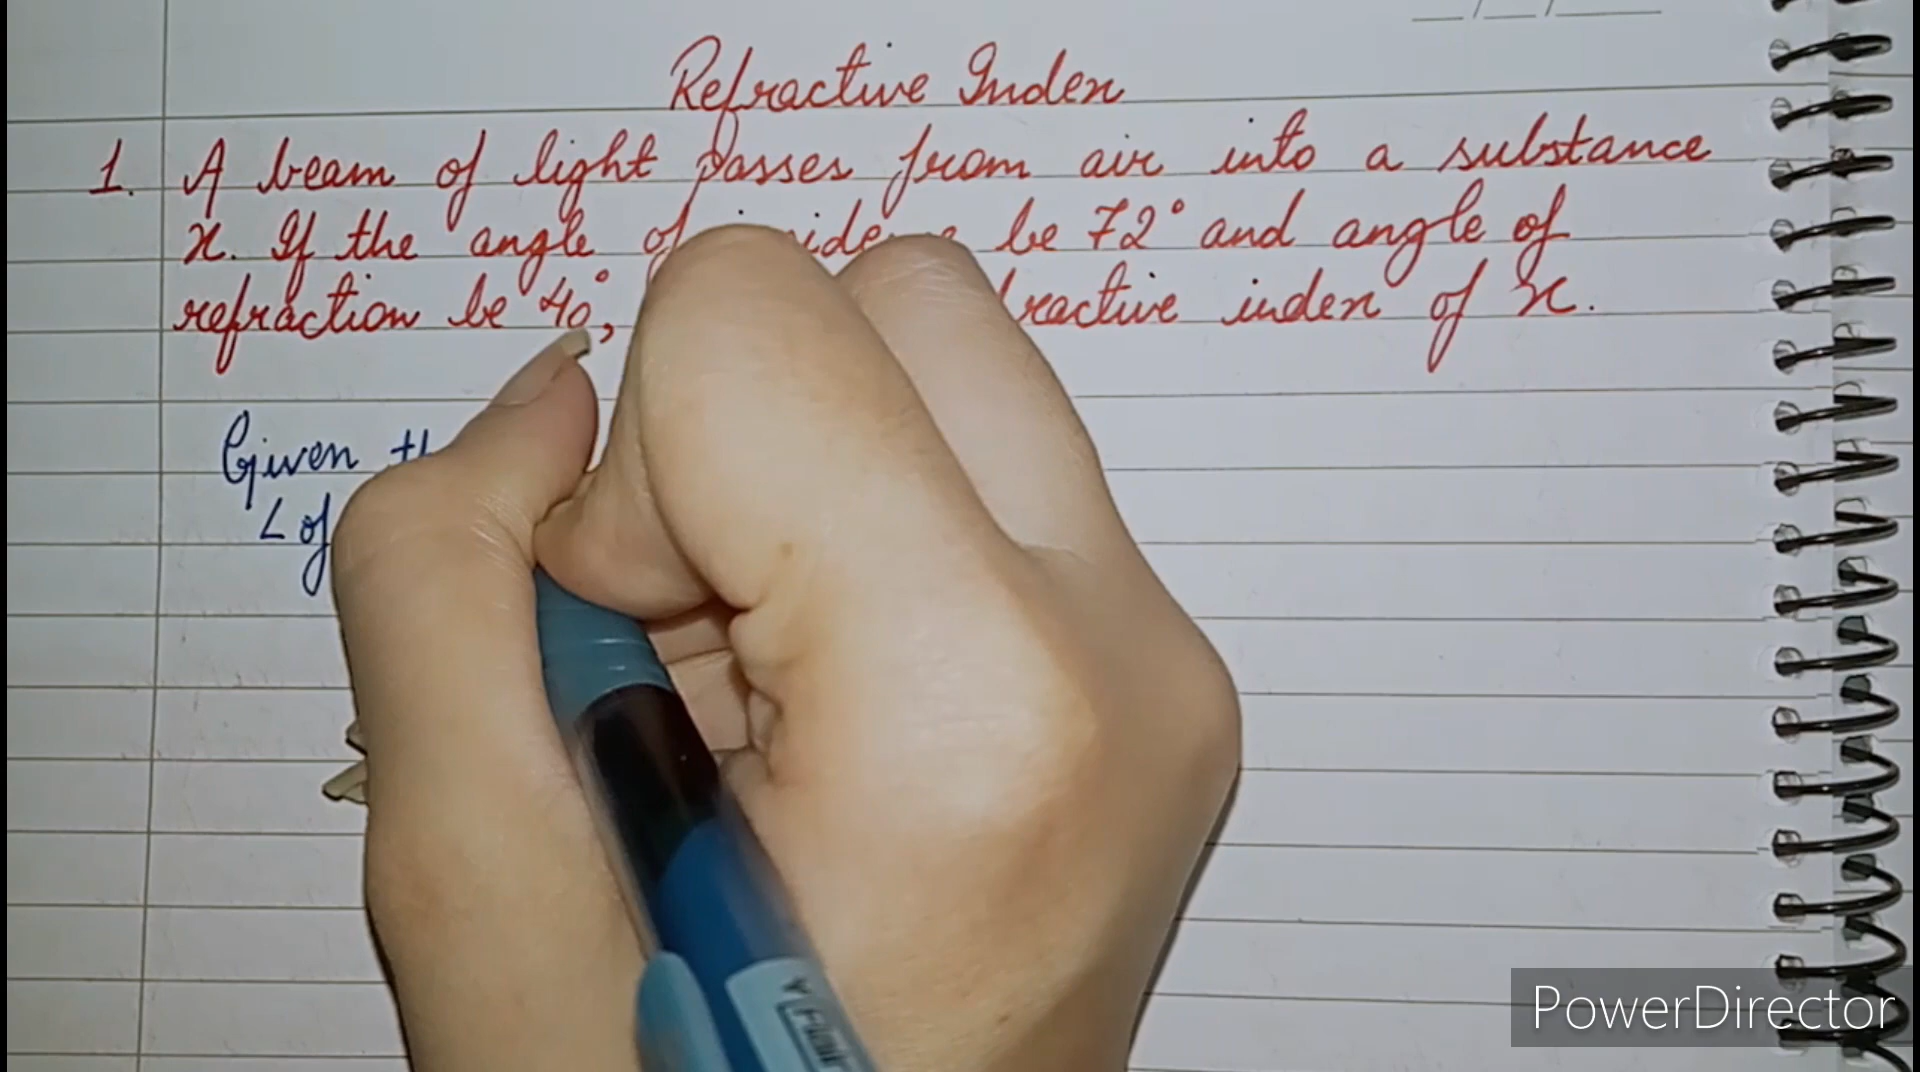 Refractive Index
1. A beam of light passes from air into a substance
x. If the angle of be 72° and angle of
refraction be 40°, index of x.
Given
∠ of
Flair
PowerDirector